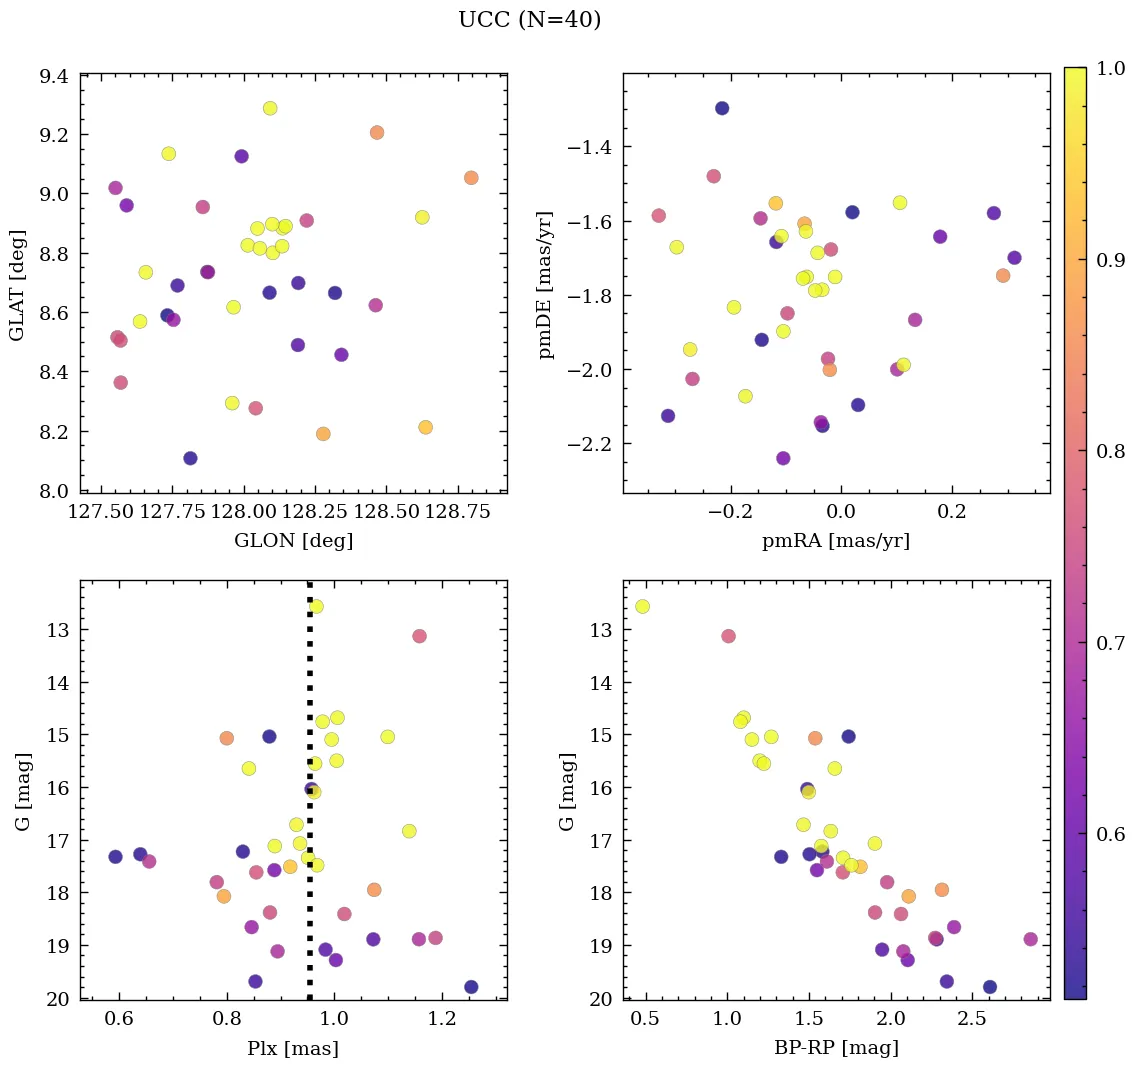 UCC (N=40)
9.4
9.2
9.0
8.8
8.6
8.4
8.2
8.0
GLAT [deg]
127.50 127.75 128.00 128.25 128.50 128.75
GLON [deg]
−1.4
−1.6
−1.8
−2.0
−2.2
pmDE [mas/yr]
−0.2 0.0 0.2
pmRA [mas/yr]
1.0
0.9
0.8
0.7
0.6
13
14
15
16
17
18
19
20
G [mag]
0.6 0.8 1.0 1.2
Plx [mas]
13
14
15
16
17
18
19
20
G [mag]
0.5 1.0 1.5 2.0 2.5
BP-RP [mag]